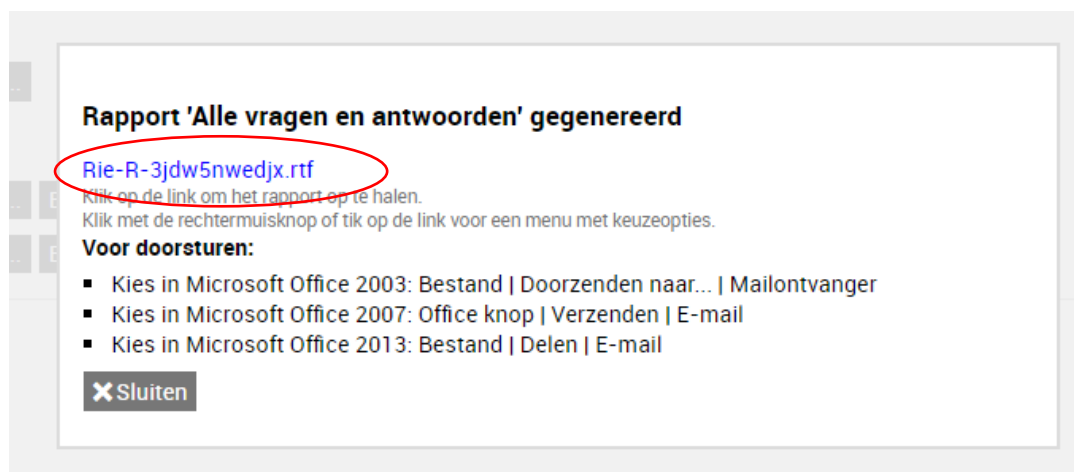 Rapport 'Alle vragen en antwoorden' gegenereerd
Rie-R-3jdw5nwedjx.rtf
Klik op de link om het rapport op te halen.
Klik met de rechtermuisknop of tik op de link voor een menu met keuzeopties.
Voor doorsturen:
▪ Kies in Microsoft Office 2003: Bestand | Doorzenden naar... | Mailontvanger
▪ Kies in Microsoft Office 2007: Office knop | Verzenden | E-mail
▪ Kies in Microsoft Office 2013: Bestand | Delen | E-mail
Sluiten